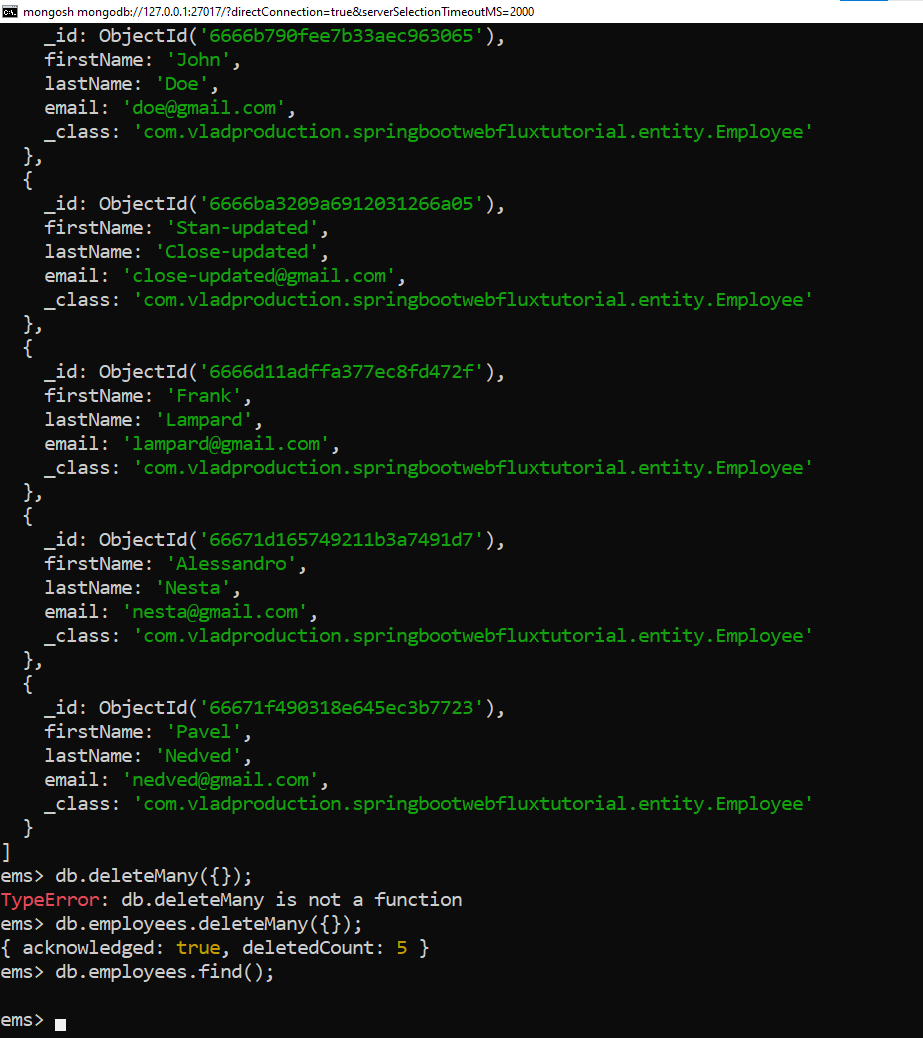 mongosh mongodb://127.0.0.1:27017/?directConnection=true&serverSelectionTimeoutMS=2000
    _id: ObjectId('6666b790fee7b33aec963065'),
    firstName: 'John',
    lastName: 'Doe',
    email: 'doe@gmail.com',
    _class: 'com.vladproduction.springbootwebfluxtutorial.entity.Employee'
  },
  {
    _id: ObjectId('6666ba3209a6912031266a05'),
    firstName: 'Stan-updated',
    lastName: 'Close-updated',
    email: 'close-updated@gmail.com',
    _class: 'com.vladproduction.springbootwebfluxtutorial.entity.Employee'
  },
  {
    _id: ObjectId('6666d11adffa377ec8fd472f'),
    firstName: 'Frank',
    lastName: 'Lampard',
    email: 'lampard@gmail.com',
    _class: 'com.vladproduction.springbootwebfluxtutorial.entity.Employee'
  },
  {
    _id: ObjectId('66671d165749211b3a7491d7'),
    firstName: 'Alessandro',
    lastName: 'Nesta',
    email: 'nesta@gmail.com',
    _class: 'com.vladproduction.springbootwebfluxtutorial.entity.Employee'
  },
  {
    _id: ObjectId('66671f490318e645ec3b7723'),
    firstName: 'Pavel',
    lastName: 'Nedved',
    email: 'nedved@gmail.com',
    _class: 'com.vladproduction.springbootwebfluxtutorial.entity.Employee'
  }
]
ems> db.deleteMany({});
TypeError: db.deleteMany is not a function
ems> db.employees.deleteMany({});
{ acknowledged: true, deletedCount: 5 }
ems> db.employees.find();
ems>